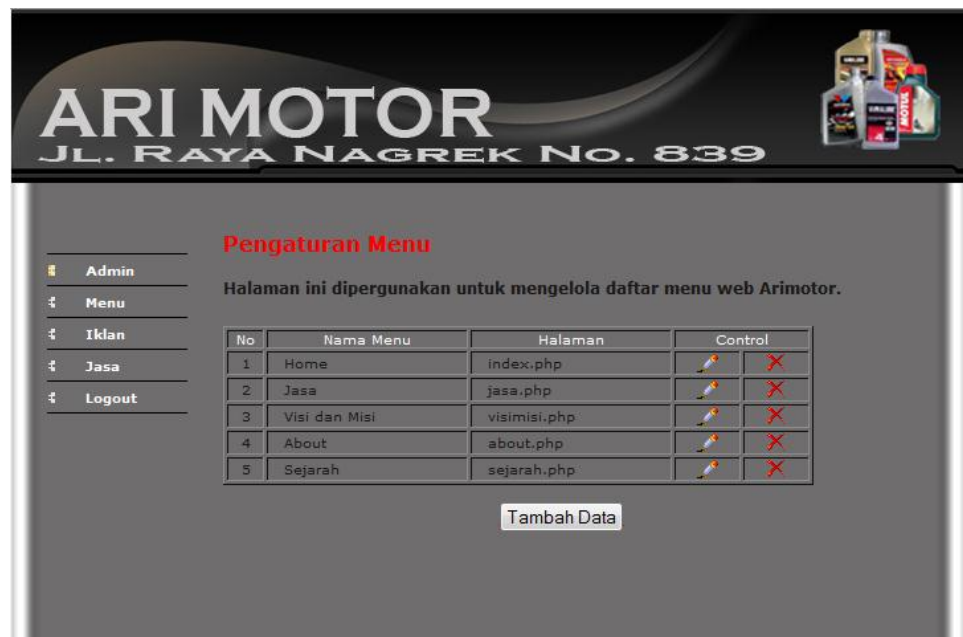 ARI MOTOR
JL. RAYA NAGREK NO. 839
MOTUL
Admin
Menu
Iklan
Jasa
Logout
Pengaturan Menu
Halaman ini dipergunakan untuk mengelola daftar menu web Arimotor.
No Nama Menu Halaman Control
1 Home index.php
2 Jasa jasa.php
3 Visi dan Misi visimisi.php
4 About about.php
5 Sejarah sejarah.php
Tambah Data